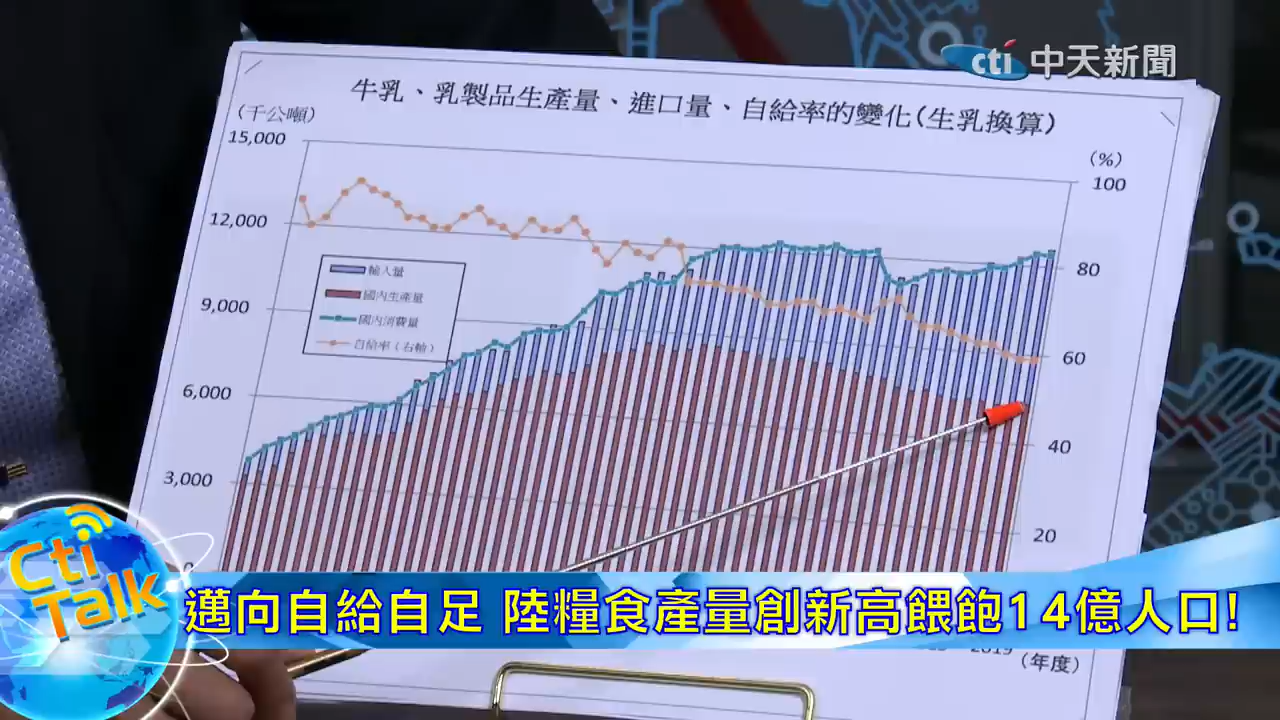 cti 中天新聞
牛乳、乳製品生產量、進口量、自給率的變化(生乳換算)
(千公噸)
(%)
15,000
100
12,000
80
9,000
60
6,000
40
3,000
20
0
輸入量
國內生產量
國內消費量
自給率(右軸)
Cti
Talk
邁向自給自足 陸糧食產量創新高餵飽14億人口!
2019
(年度)